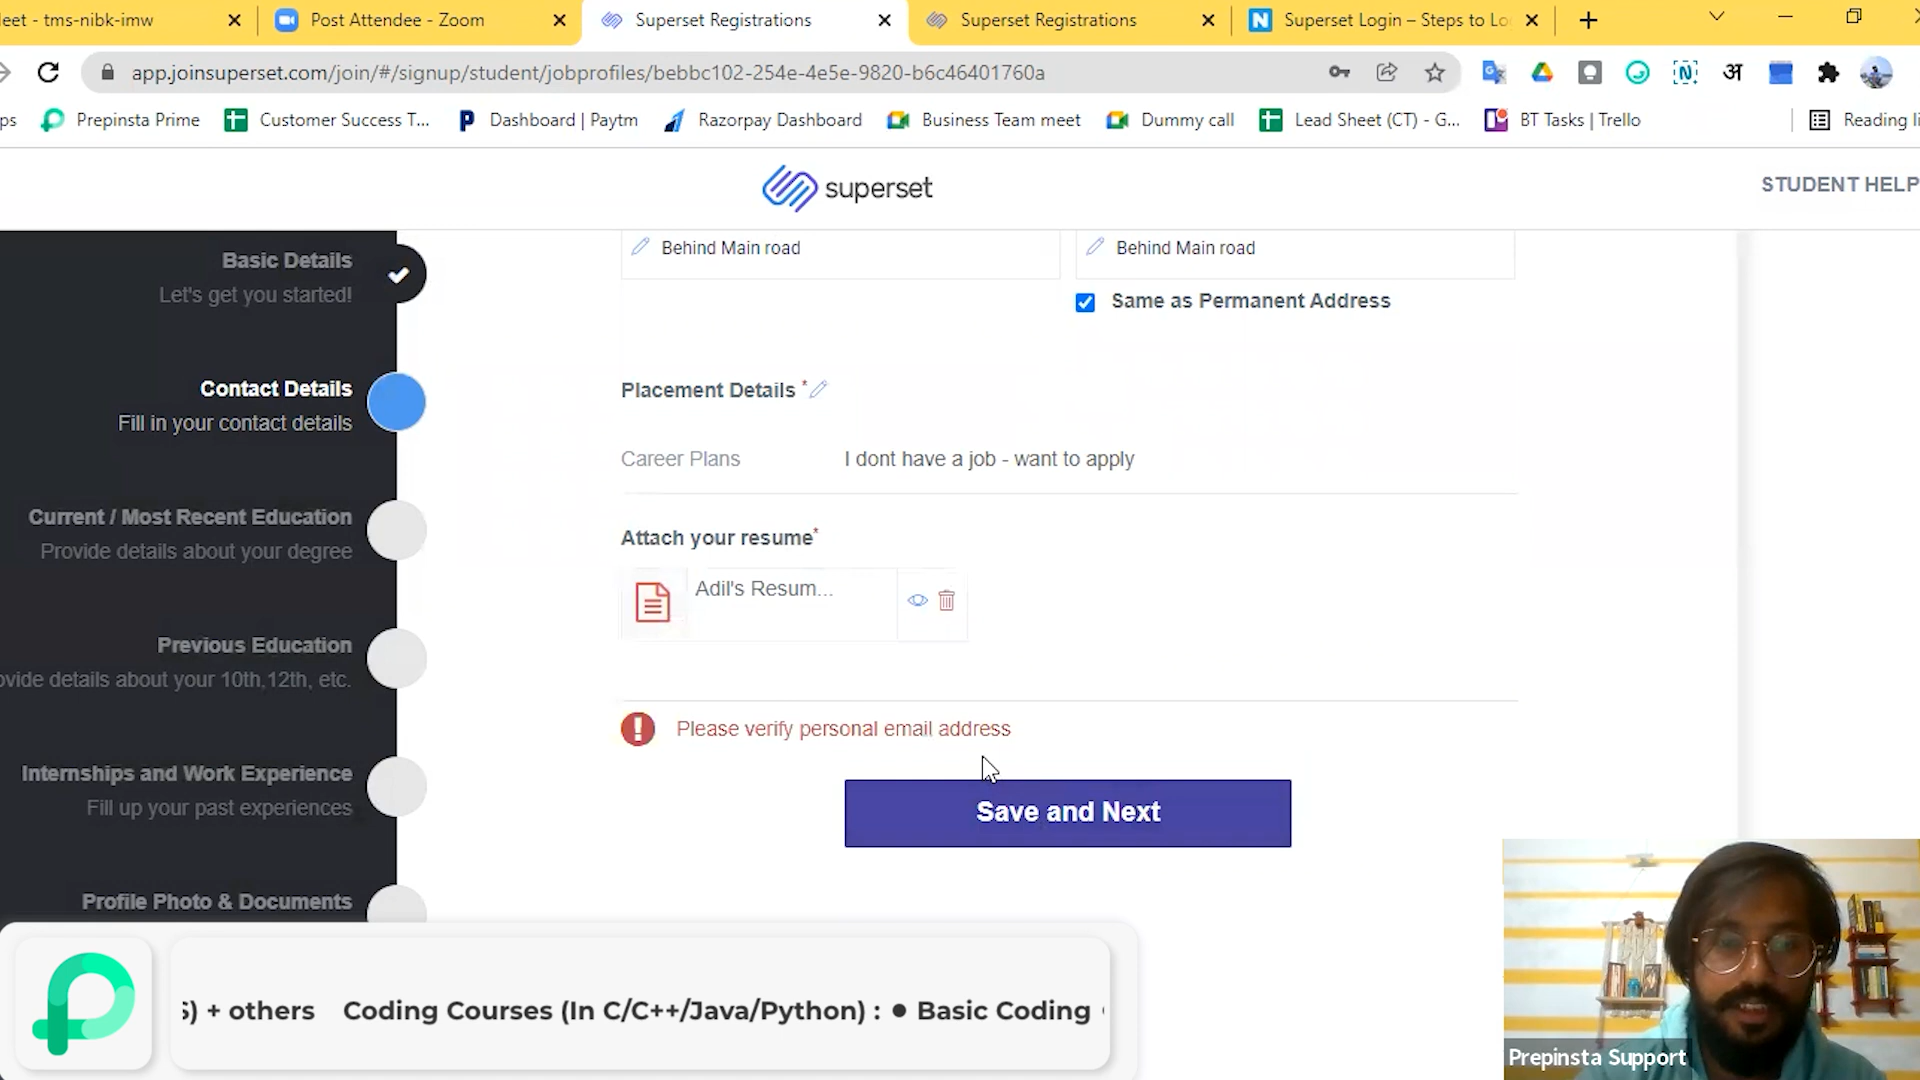 leet - tms-nibk-imw
Post Attendee - Zoom
Superset Registrations
Superset Registrations
N
Superset Login – Steps to Lo
app.joinsuperset.com/join/#/signup/student/jobprofiles/bebbc102-254e-4e5e-9820-b6c46401760a
अ
ps
Prepinsta Prime
Customer Success T...
Dashboard | Paytm
Razorpay Dashboard
Business Team meet
Dummy call
Lead Sheet (CT) - G...
BT Tasks | Trello
Reading li
superset
STUDENT HELP
Basic Details
Let's get you started!
Contact Details
Fill in your contact details
Current / Most Recent Education
Provide details about your degree
Previous Education
ovide details about your 10th,12th, etc.
Internships and Work Experience
Fill up your past experiences
Profile Photo & Documents
Behind Main road
Behind Main road
Same as Permanent Address
Placement Details *
Career Plans
I dont have a job - want to apply
Attach your resume*
Adil's Resum...
Please verify personal email address
Save and Next
S) + others Coding Courses (In C/C++/Java/Python) : ● Basic Coding
Prepinsta Support